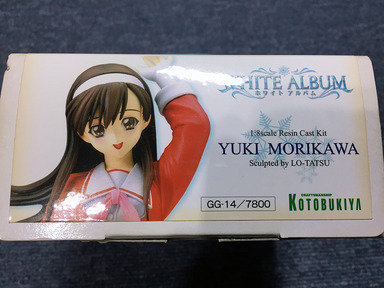 WHITE ALBUM
ホワイト アルバム
1:8scale Resin Cast Kit
YUKI MORIKAWA
Sculpted by LO-TATSU
GG-14/7800
CRAFTSMANSHIP
KOTOBUKIYA